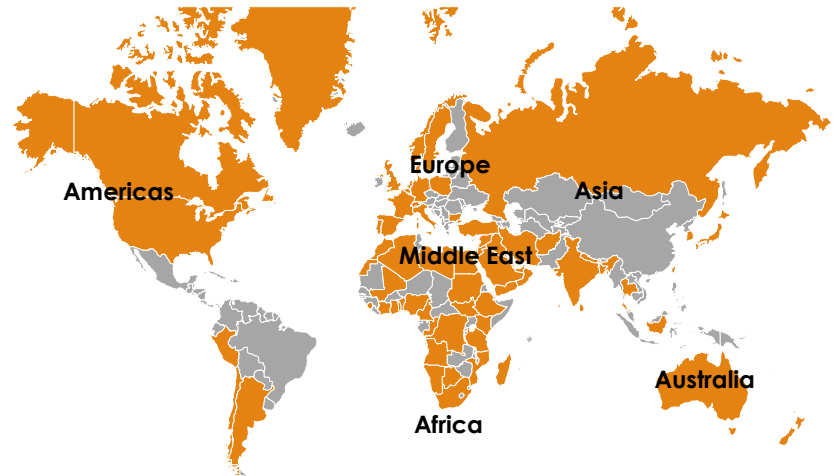 Europe
Americas
Asia
Middle East
Australia
Africa